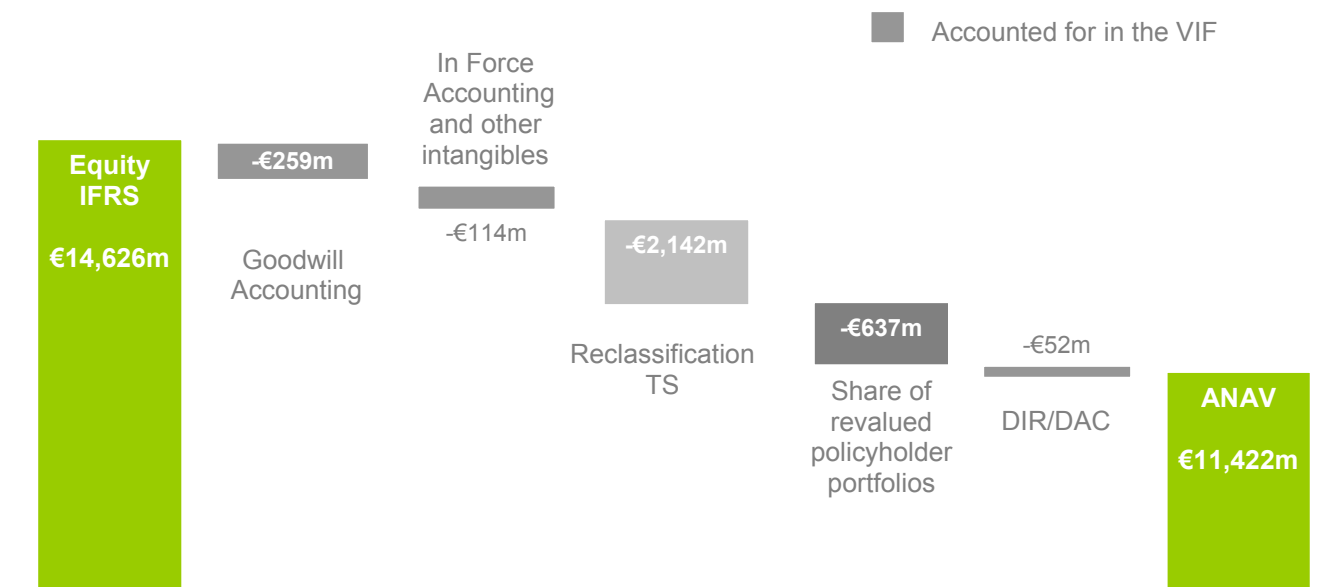 Accounted for in the VIF
Equity
IFRS
€14,626m
-€259m
Goodwill
Accounting
In Force
Accounting
and other
intangibles
-€114m
-€2,142m
Reclassification
TS
-€637m
Share of
revalued
policyholder
portfolios
-€52m
DIR/DAC
ANAV
€11,422m